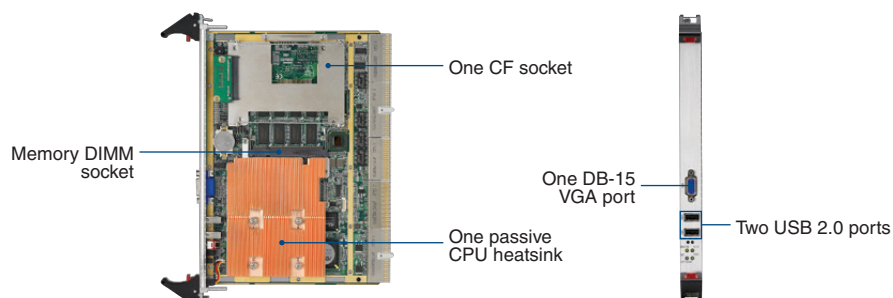 One CF socket
Memory DIMM
socket
One passive
CPU heatsink
One DB-15
VGA port
Two USB 2.0 ports